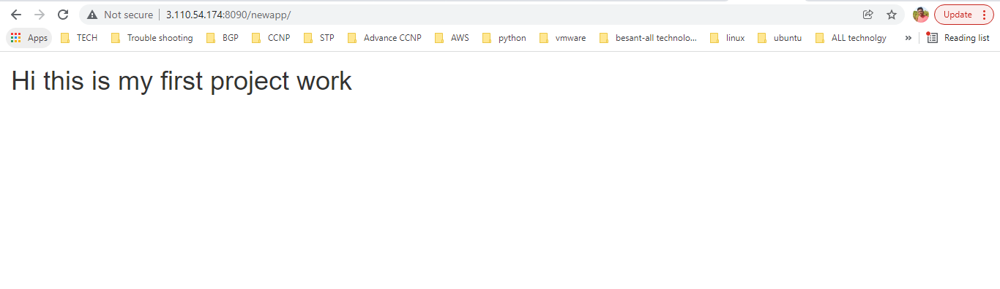 Not secure 3.110.54.174:8090/newapp/ Update
Apps TECH Trouble shooting BGP CCNP STP Advance CCNP AWS python vmware besant-all technolo... linux ubuntu ALL technolgy » Reading list
Hi this is my first project work